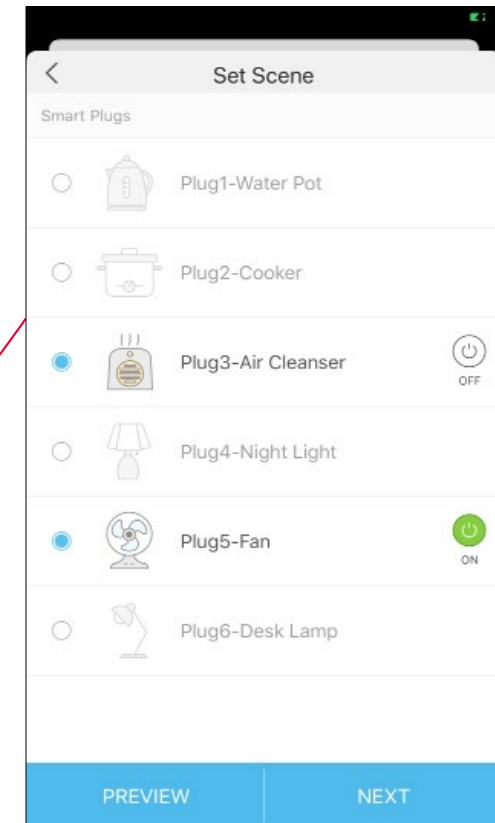 Set Scene
Smart Plugs
Plug1-Water Pot
Plug2-Cooker
Plug3-Air Cleanser
OFF
Plug4-Night Light
Plug5-Fan
ON
Plug6-Desk Lamp
PREVIEW NEXT